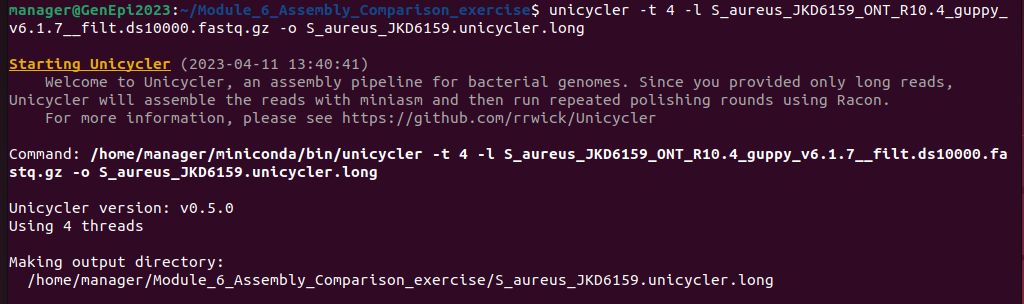 manager@GenEpi2023:~/Module_6_Assembly_Comparison_exercise$ unicycler -t 4 -l S_aureus_JKD6159_ONT_R10.4_guppy_
v6.1.7__filt.ds10000.fastq.gz -o S_aureus_JKD6159.unicycler.long
Starting Unicycler (2023-04-11 13:40:41)
    Welcome to Unicycler, an assembly pipeline for bacterial genomes. Since you provided only long reads,
Unicycler will assemble the reads with miniasm and then run repeated polishing rounds using Racon.
    For more information, please see https://github.com/rrwick/Unicycler
Command: /home/manager/miniconda/bin/unicycler -t 4 -l S_aureus_JKD6159_ONT_R10.4_guppy_v6.1.7__filt.ds10000.fa
stq.gz -o S_aureus_JKD6159.unicycler.long
Unicycler version: v0.5.0
Using 4 threads
Making output directory:
  /home/manager/Module_6_Assembly_Comparison_exercise/S_aureus_JKD6159.unicycler.long